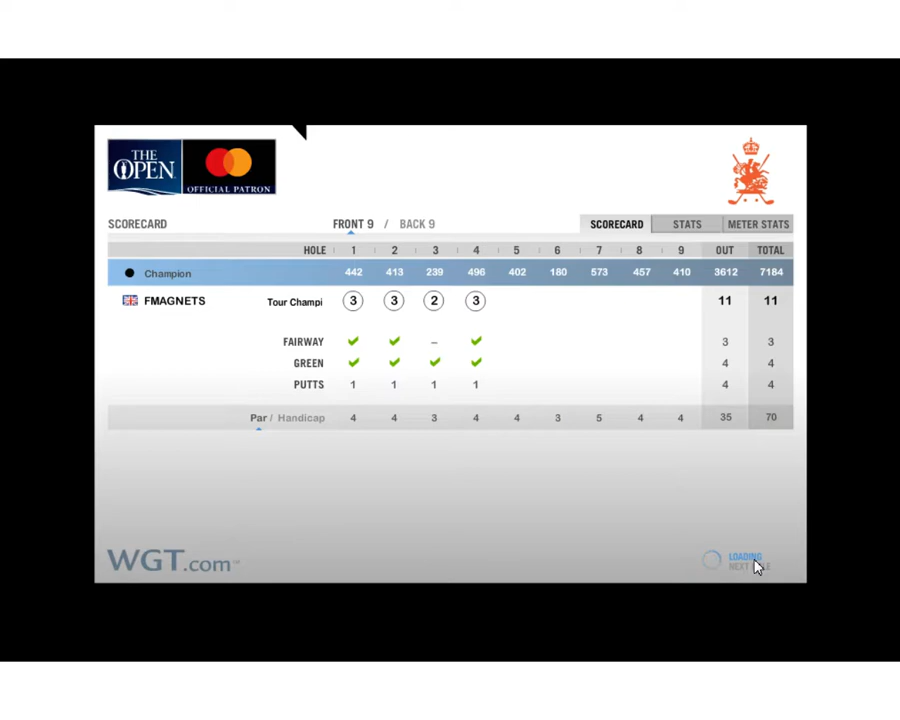 THE
OPEN
OFFICIAL PATRON
SCORECARD FRONT 9 / BACK 9 SCORECARD STATS METER STATS
HOLE 1 2 3 4 5 6 7 8 9 OUT TOTAL
Champion 442 413 239 496 402 180 573 457 410 3612 7184
FMAGNETS Tour Champi 3 3 2 3 11 11
FAIRWAY – 3 3
GREEN 4 4
PUTTS 1 1 1 1 4 4
Par / Handicap 4 4 3 4 4 3 5 4 4 35 70
WGT.com
LOADING